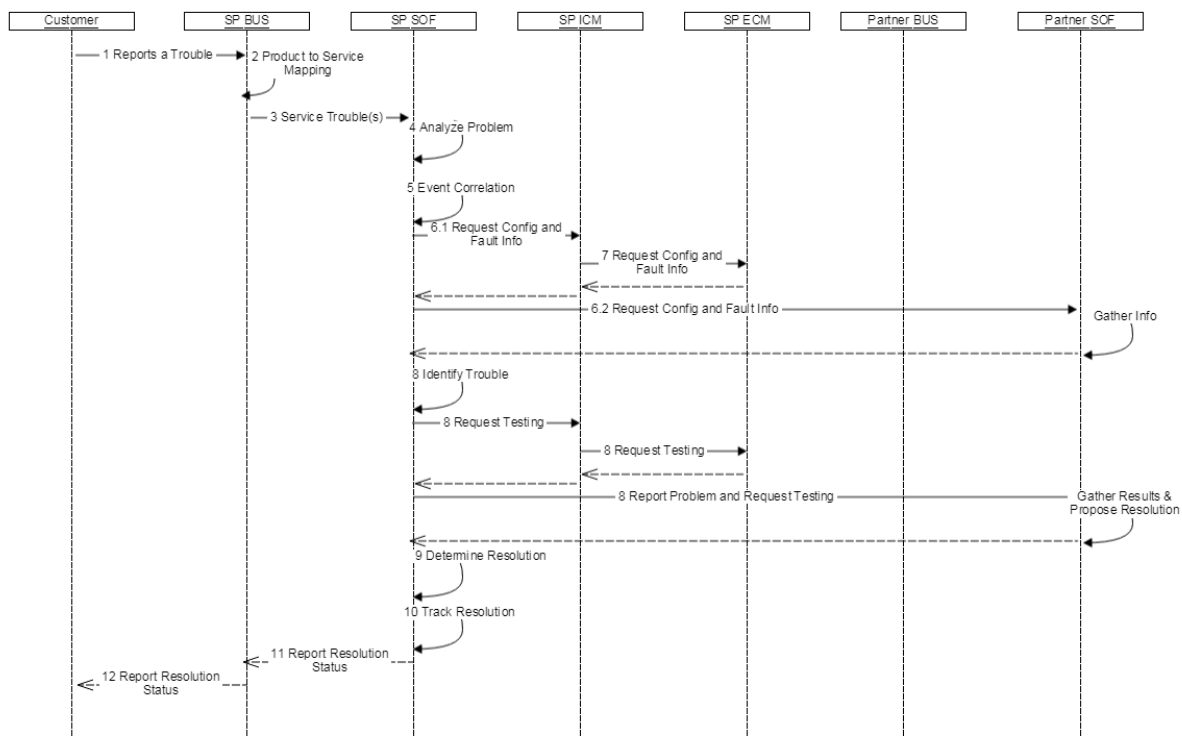 Customer
SP BUS
SP SOF
SP ICM
SP ECM
Partner BUS
Partner SOF
1 Reports a Trouble
2 Product to Service
Mapping
3 Service Trouble(s)
4 Analyze Problem
5 Event Correlation
6.1 Request Config and
Fault Info
7 Request Config and
Fault Info
6.2 Request Config and Fault Info
Gather Info
8 Identify Trouble
8 Request Testing
8 Request Testing
8 Report Problem and Request Testing
Gather Results &
Propose Resolution
9 Determine Resolution
10 Track Resolution
11 Report Resolution
Status
12 Report Resolution
Status